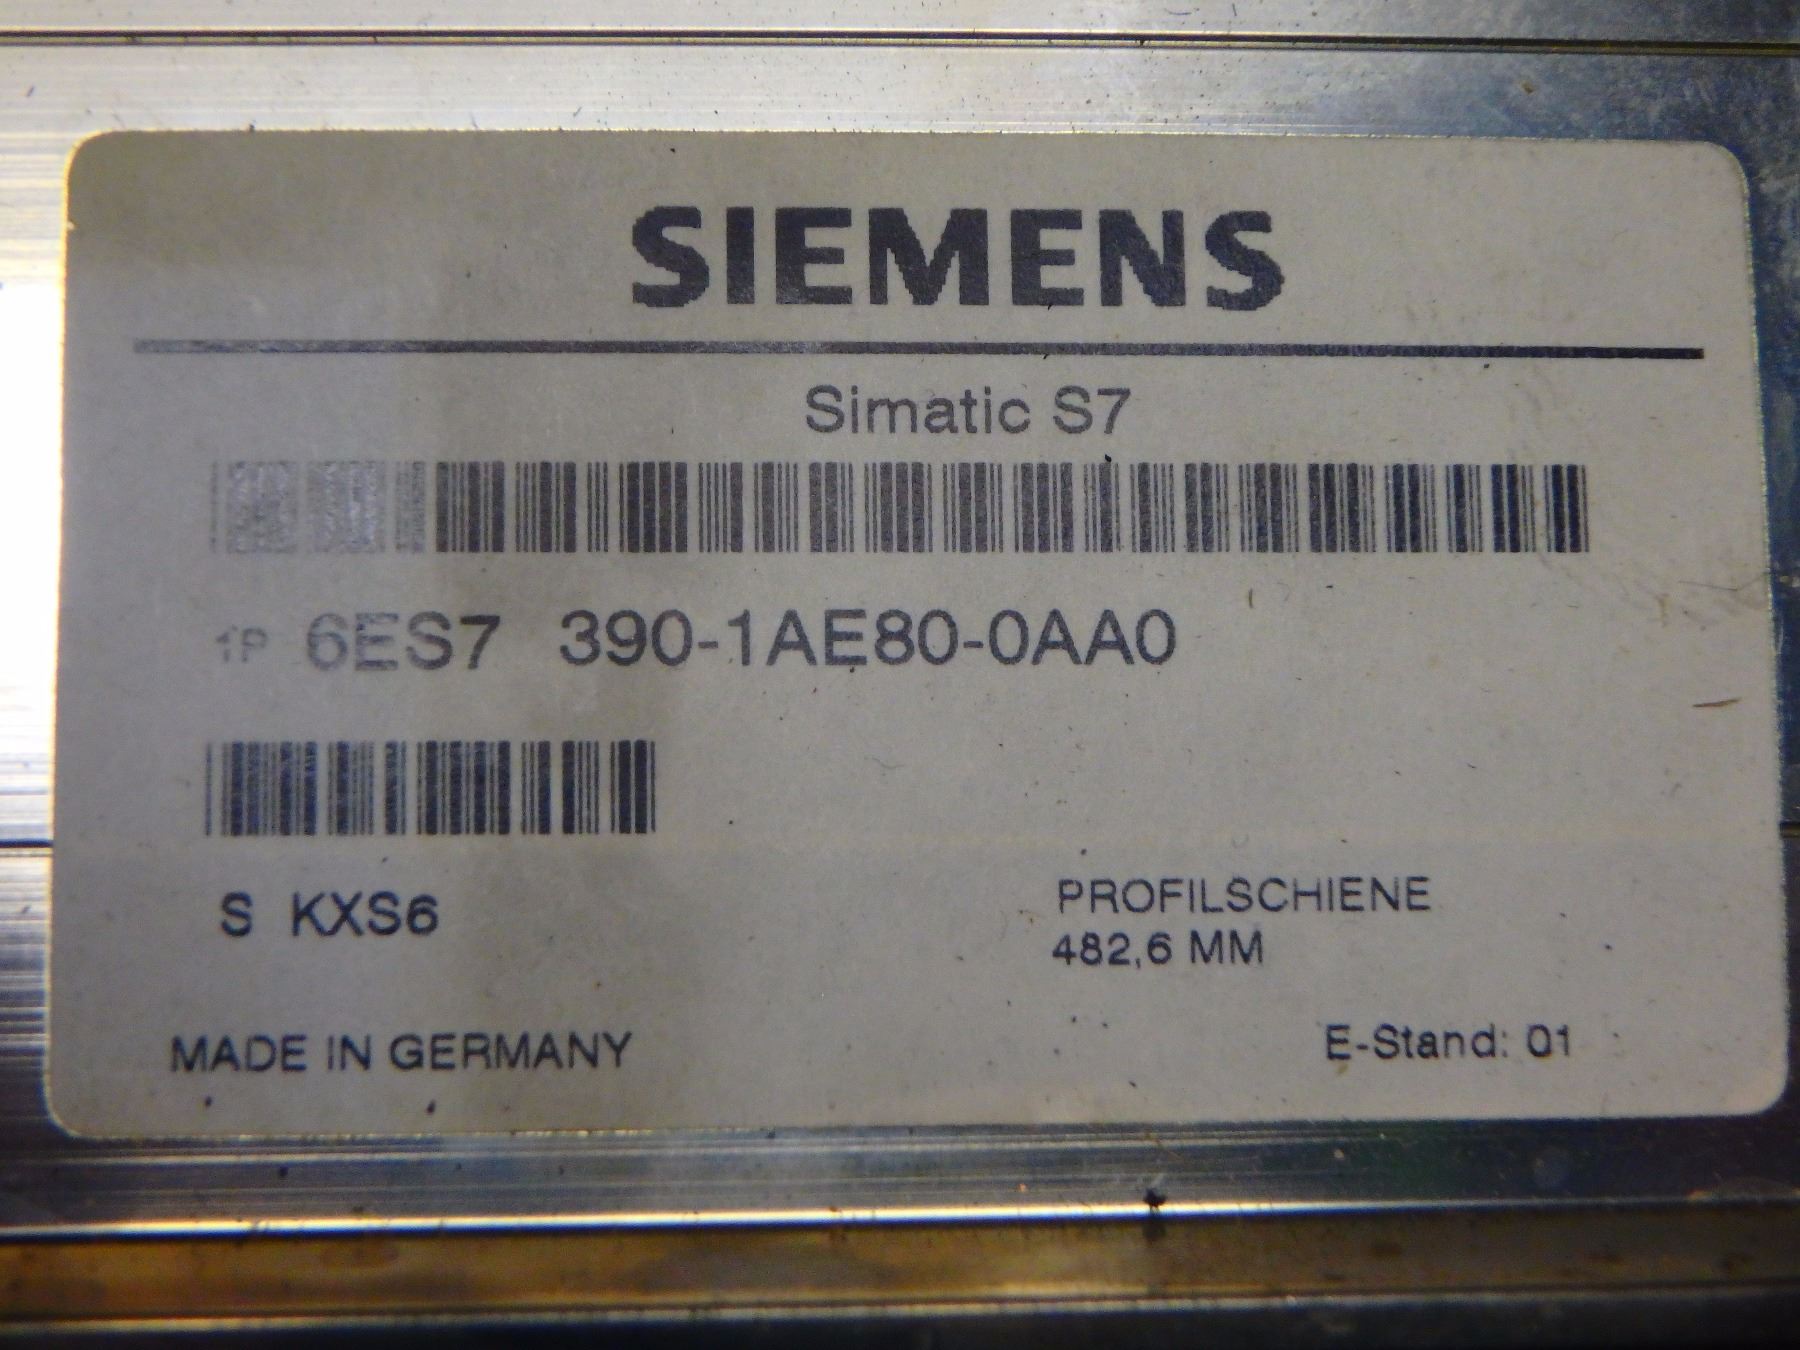 SIEMENS
Simatic S7
1P 6ES7 390-1AE80-0AA0
S KXS6
PROFILSCHIENE
482,6 MM
MADE IN GERMANY
E-Stand: 01